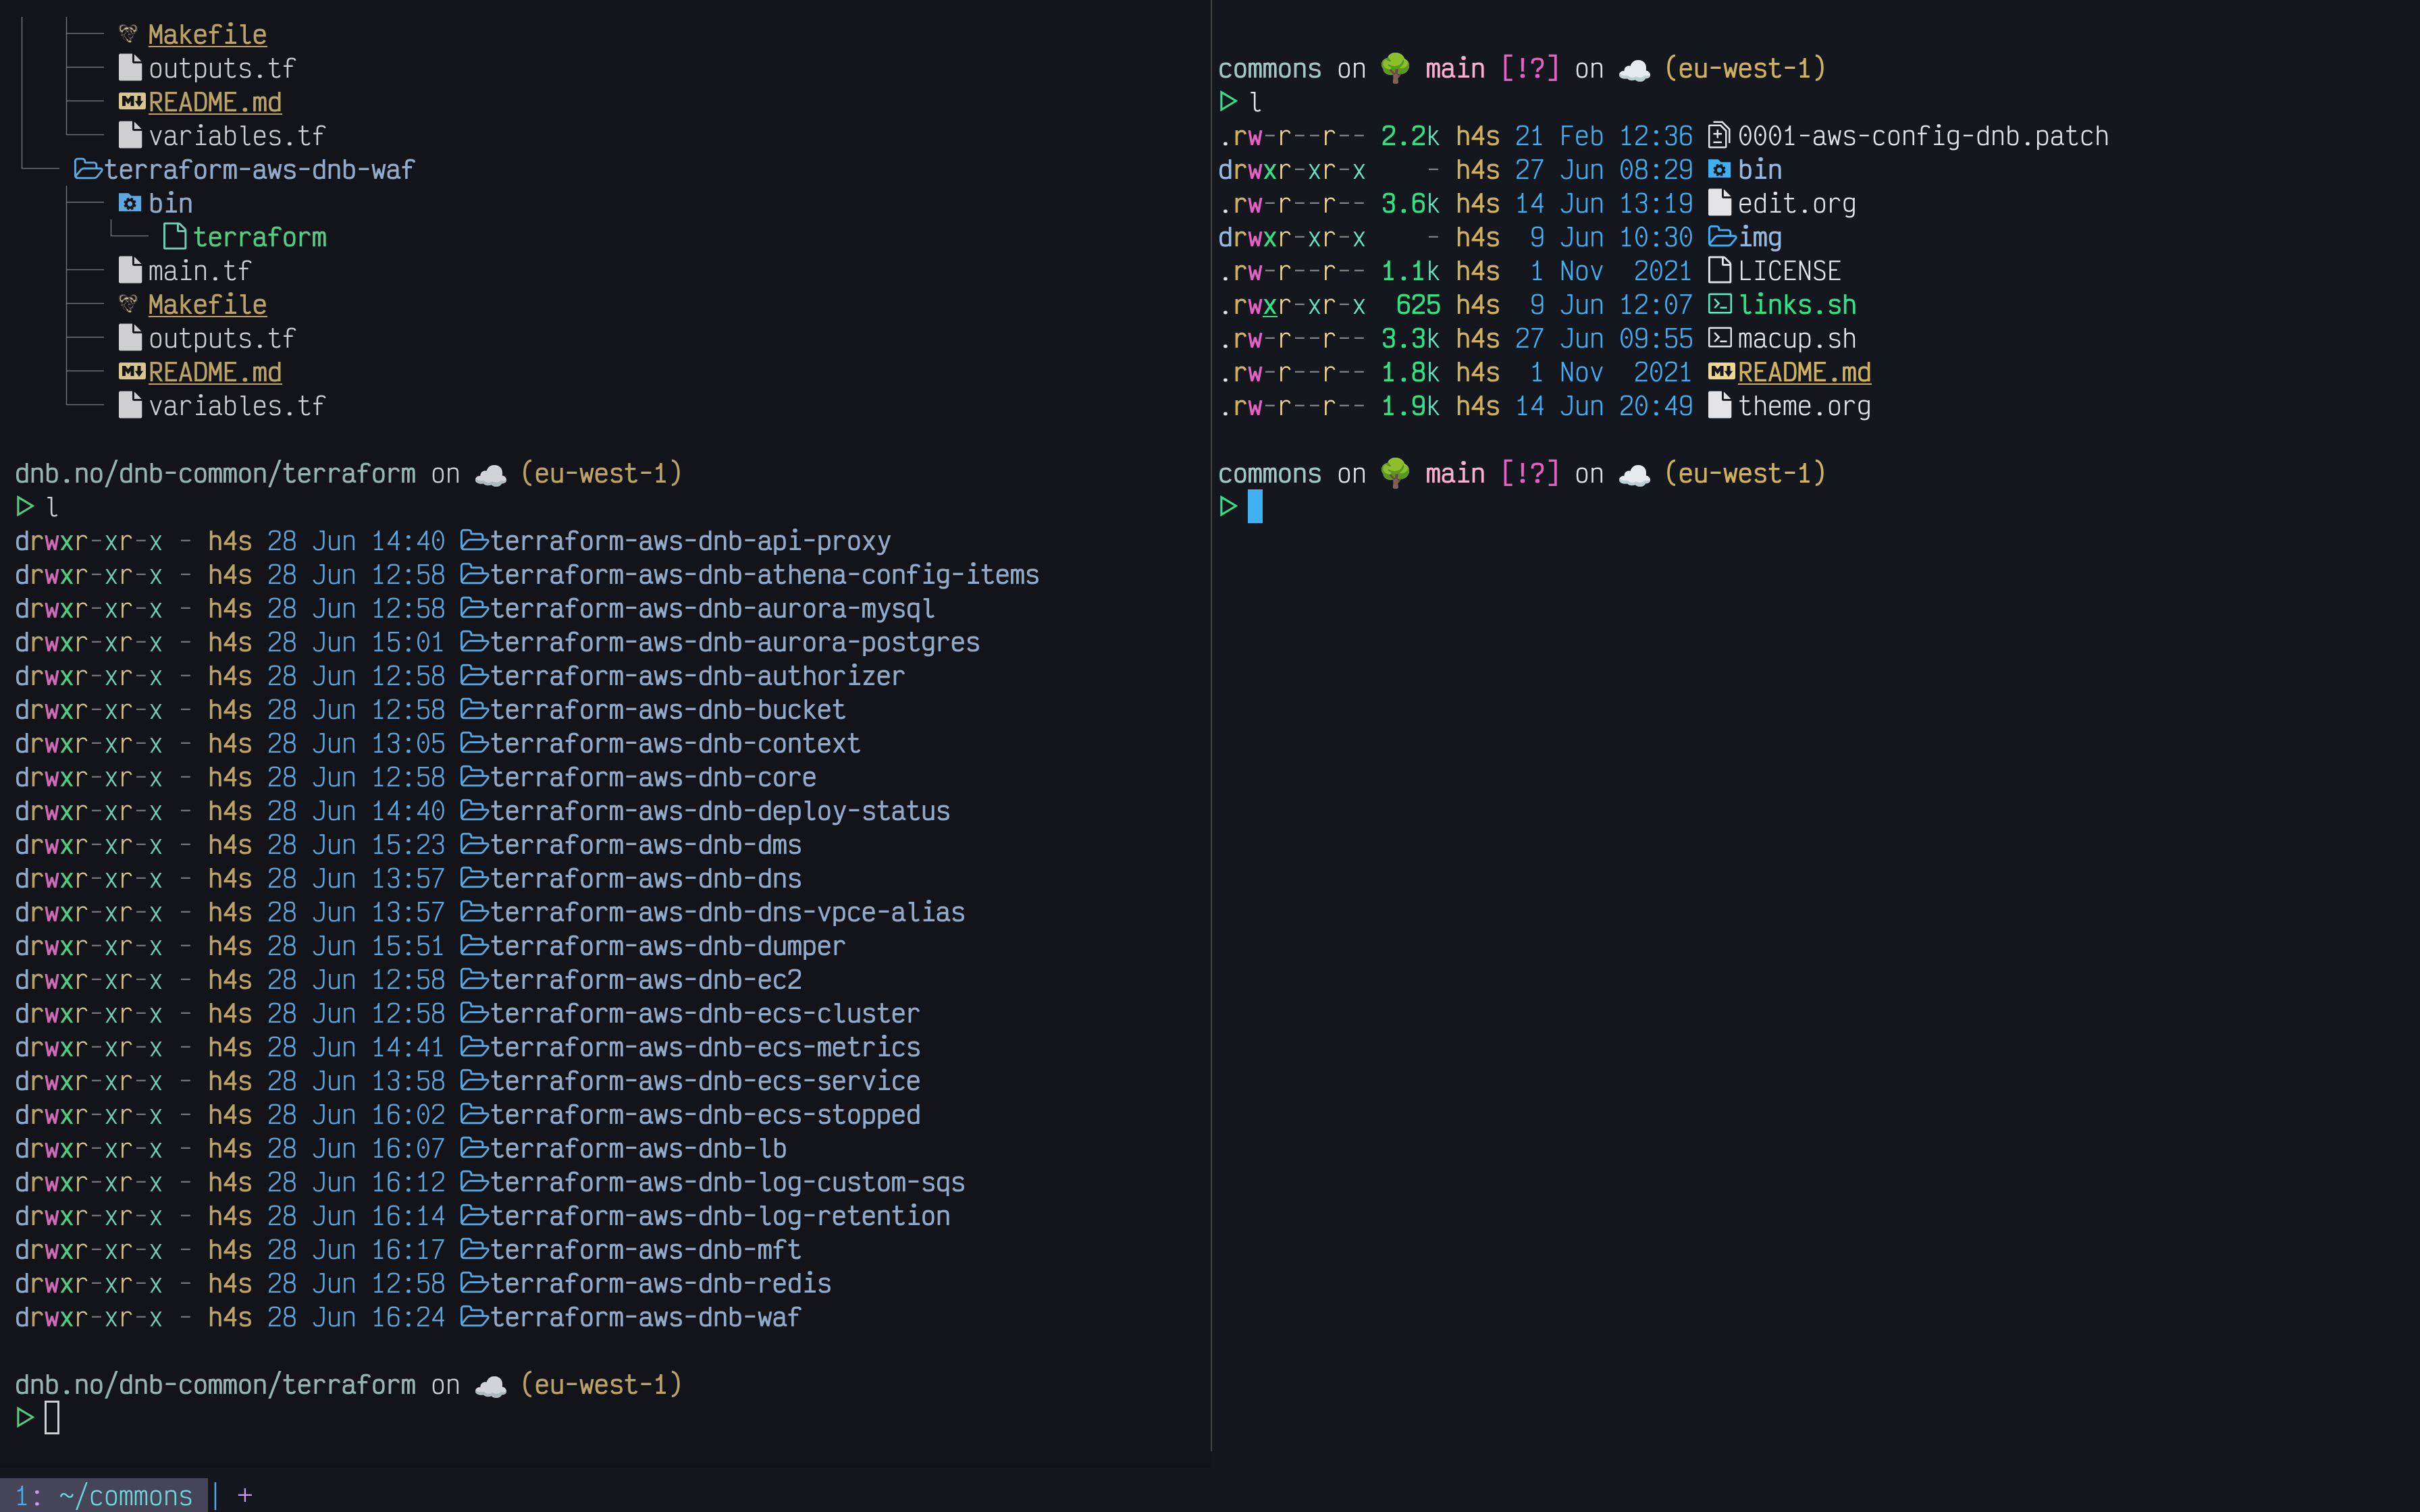 Makefile
outputs.tf
README.md
variables.tf
terraform-aws-dnb-waf
bin
terraform
main.tf
Makefile
outputs.tf
README.md
variables.tf
dnb.no/dnb-common/terraform on ☁️ (eu-west-1)
▷ l
drwxr-xr-x - h4s 28 Jun 14:40 terraform-aws-dnb-api-proxy
drwxr-xr-x - h4s 28 Jun 12:58 terraform-aws-dnb-athena-config-items
drwxr-xr-x - h4s 28 Jun 12:58 terraform-aws-dnb-aurora-mysql
drwxr-xr-x - h4s 28 Jun 15:01 terraform-aws-dnb-aurora-postgres
drwxr-xr-x - h4s 28 Jun 12:58 terraform-aws-dnb-authorizer
drwxr-xr-x - h4s 28 Jun 12:58 terraform-aws-dnb-bucket
drwxr-xr-x - h4s 28 Jun 13:05 terraform-aws-dnb-context
drwxr-xr-x - h4s 28 Jun 12:58 terraform-aws-dnb-core
drwxr-xr-x - h4s 28 Jun 14:40 terraform-aws-dnb-deploy-status
drwxr-xr-x - h4s 28 Jun 15:23 terraform-aws-dnb-dms
drwxr-xr-x - h4s 28 Jun 13:57 terraform-aws-dnb-dns
drwxr-xr-x - h4s 28 Jun 13:57 terraform-aws-dnb-dns-vpce-alias
drwxr-xr-x - h4s 28 Jun 15:51 terraform-aws-dnb-dumper
drwxr-xr-x - h4s 28 Jun 12:58 terraform-aws-dnb-ec2
drwxr-xr-x - h4s 28 Jun 12:58 terraform-aws-dnb-ecs-cluster
drwxr-xr-x - h4s 28 Jun 14:41 terraform-aws-dnb-ecs-metrics
drwxr-xr-x - h4s 28 Jun 13:58 terraform-aws-dnb-ecs-service
drwxr-xr-x - h4s 28 Jun 16:02 terraform-aws-dnb-ecs-stopped
drwxr-xr-x - h4s 28 Jun 16:07 terraform-aws-dnb-lb
drwxr-xr-x - h4s 28 Jun 16:12 terraform-aws-dnb-log-custom-sqs
drwxr-xr-x - h4s 28 Jun 16:14 terraform-aws-dnb-log-retention
drwxr-xr-x - h4s 28 Jun 16:17 terraform-aws-dnb-mft
drwxr-xr-x - h4s 28 Jun 12:58 terraform-aws-dnb-redis
drwxr-xr-x - h4s 28 Jun 16:24 terraform-aws-dnb-waf
dnb.no/dnb-common/terraform on ☁️ (eu-west-1)
▷
commons on 🌳 main [!?] on ☁️ (eu-west-1)
▷ l
.rw-r--r-- 2.2k h4s 21 Feb 12:36 0001-aws-config-dnb.patch
drwxr-xr-x - h4s 27 Jun 08:29 bin
.rw-r--r-- 3.6k h4s 14 Jun 13:19 edit.org
drwxr-xr-x - h4s 9 Jun 10:30 img
.rw-r--r-- 1.1k h4s 1 Nov 2021 LICENSE
.rwxr-xr-x 625 h4s 9 Jun 12:07 links.sh
.rw-r--r-- 3.3k h4s 27 Jun 09:55 macup.sh
.rw-r--r-- 1.8k h4s 1 Nov 2021 README.md
.rw-r--r-- 1.9k h4s 14 Jun 20:49 theme.org
commons on 🌳 main [!?] on ☁️ (eu-west-1)
▷
1: ~/commons | +